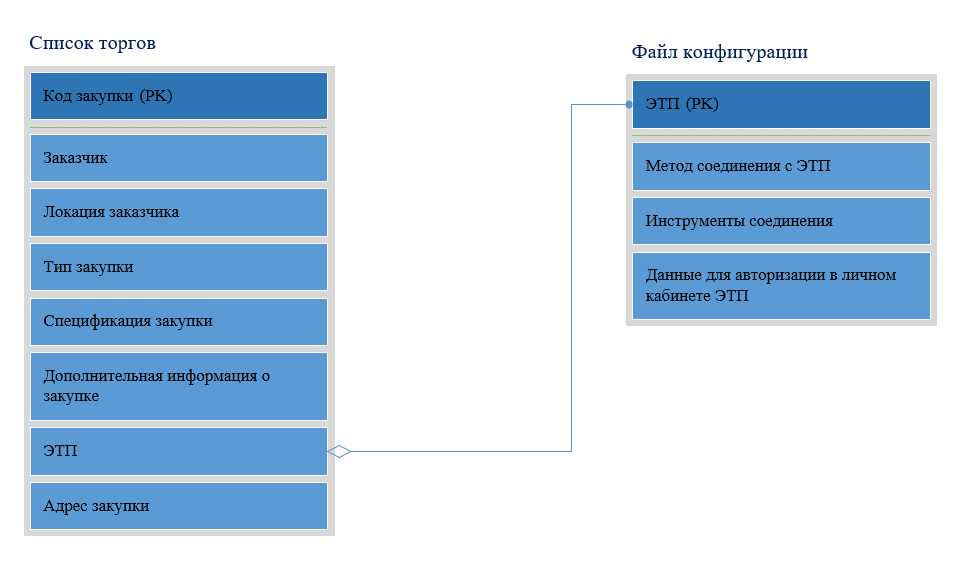 Список торгов
Код закупки (PK)
Заказчик
Локация заказчика
Тип закупки
Спецификация закупки
Дополнительная информация о
закупке
ЭТП
Адрес закупки
Файл конфигурации
ЭТП (PK)
Метод соединения с ЭТП
Инструменты соединения
Данные для авторизации в личном
кабинете ЭТП